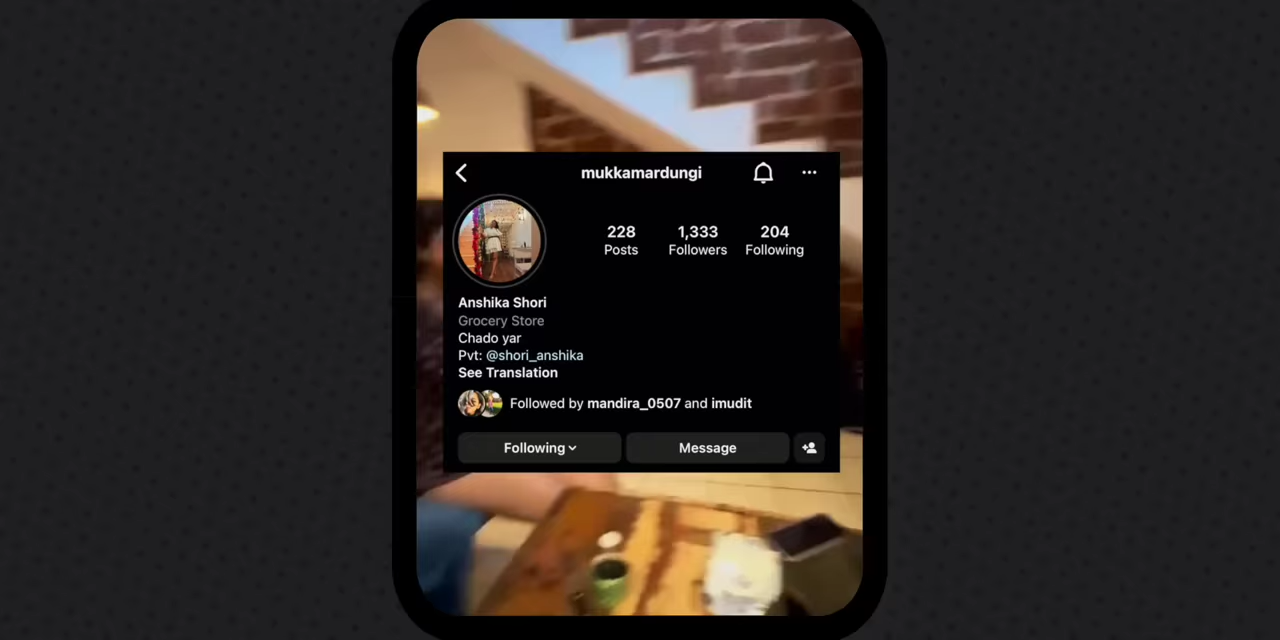 mukkamardungi
228 1,333 204
Posts Followers Following
Anshika Shori
Grocery Store
Chado yar
Pvt: @shori_anshika
See Translation
Followed by mandira_0507 and imudit
Following Message